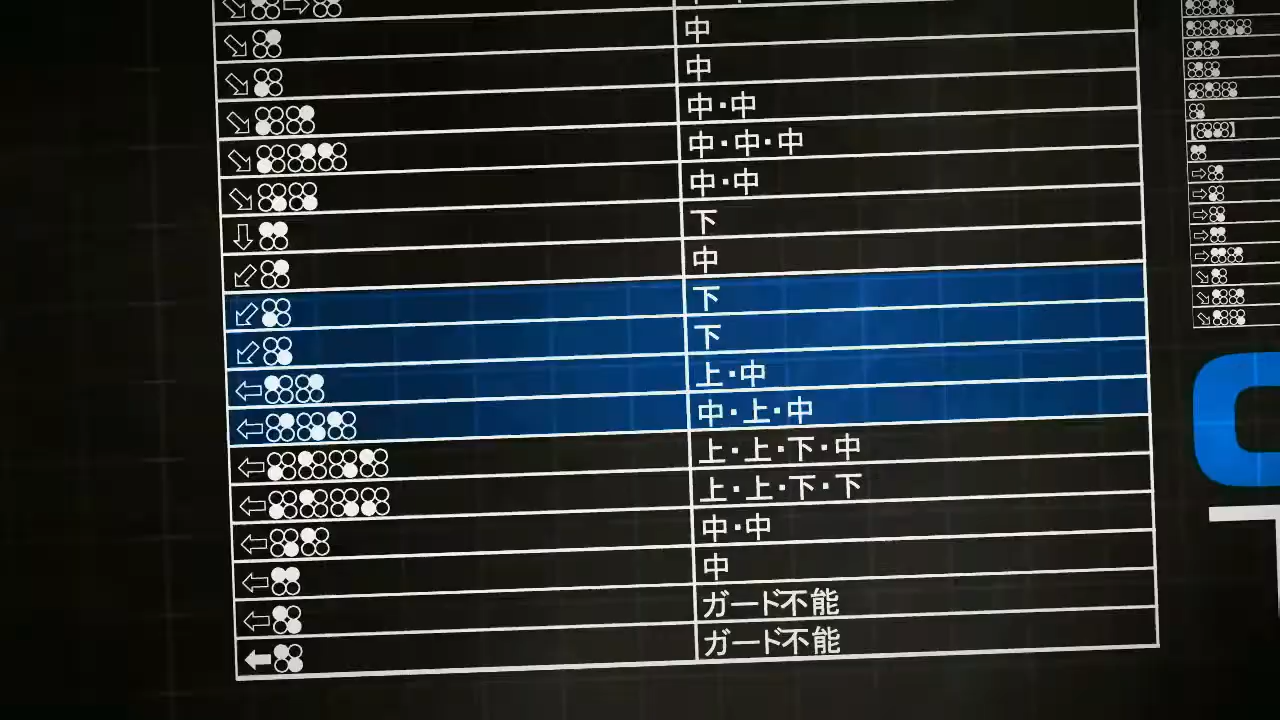 中
中
中・中
中・中・中
中・中
下
中
下
下
上・中
中・上・中
上・上・下・中
上・上・下・下
中・中
中
ガード不能
ガード不能